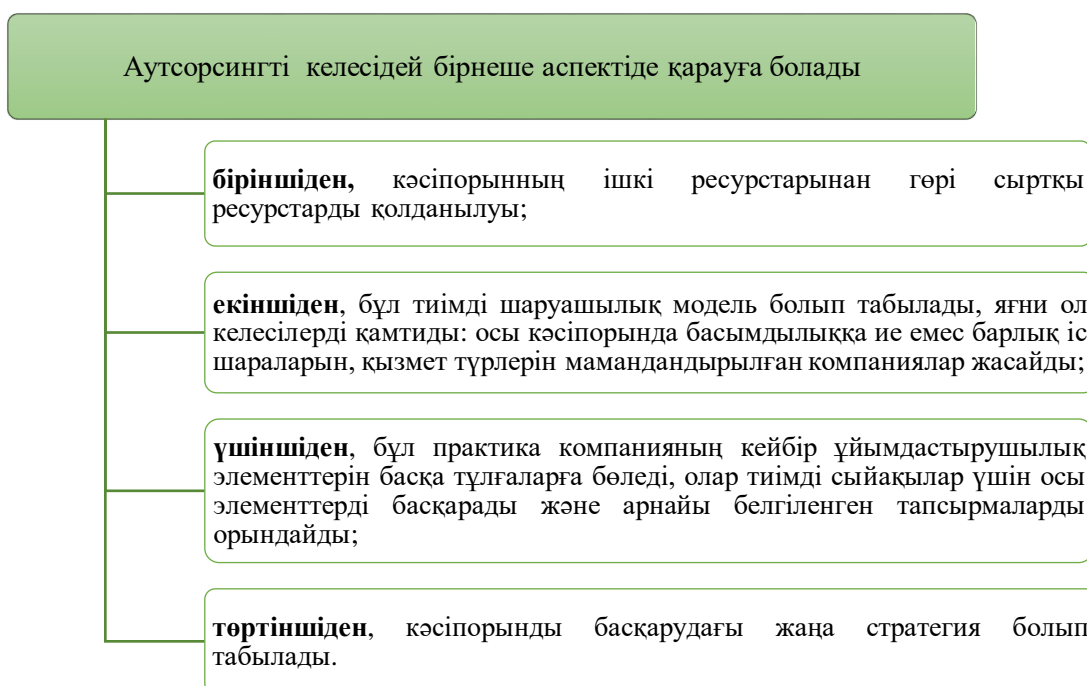 Аутсорсингті келесідей бірнеше аспектіде қарауға болады
біріншіден, кәсіпорынның ішкі ресурстарынан гөрі сыртқы
ресурстарды қолданылуы;
екіншіден, бұл тиімді шаруашылық модель болып табылады, яғни ол
келесілерді қамтиды: осы кәсіпорында басымдылыққа ие емес барлық іс
шараларын, қызмет түрлерін мамандандырылған компаниялар жасайды;
үшіншіден, бұл практика компанияның кейбір ұйымдастырушылық
элементтерін басқа тұлғаларға бөледі, олар тиімді сыйақылар үшін осы
элементтерді басқарады және арнайы белгіленген тапсырмаларды
орындайды;
төртіншіден, кәсіпорынды басқарудағы жаңа стратегия болып
табылады.